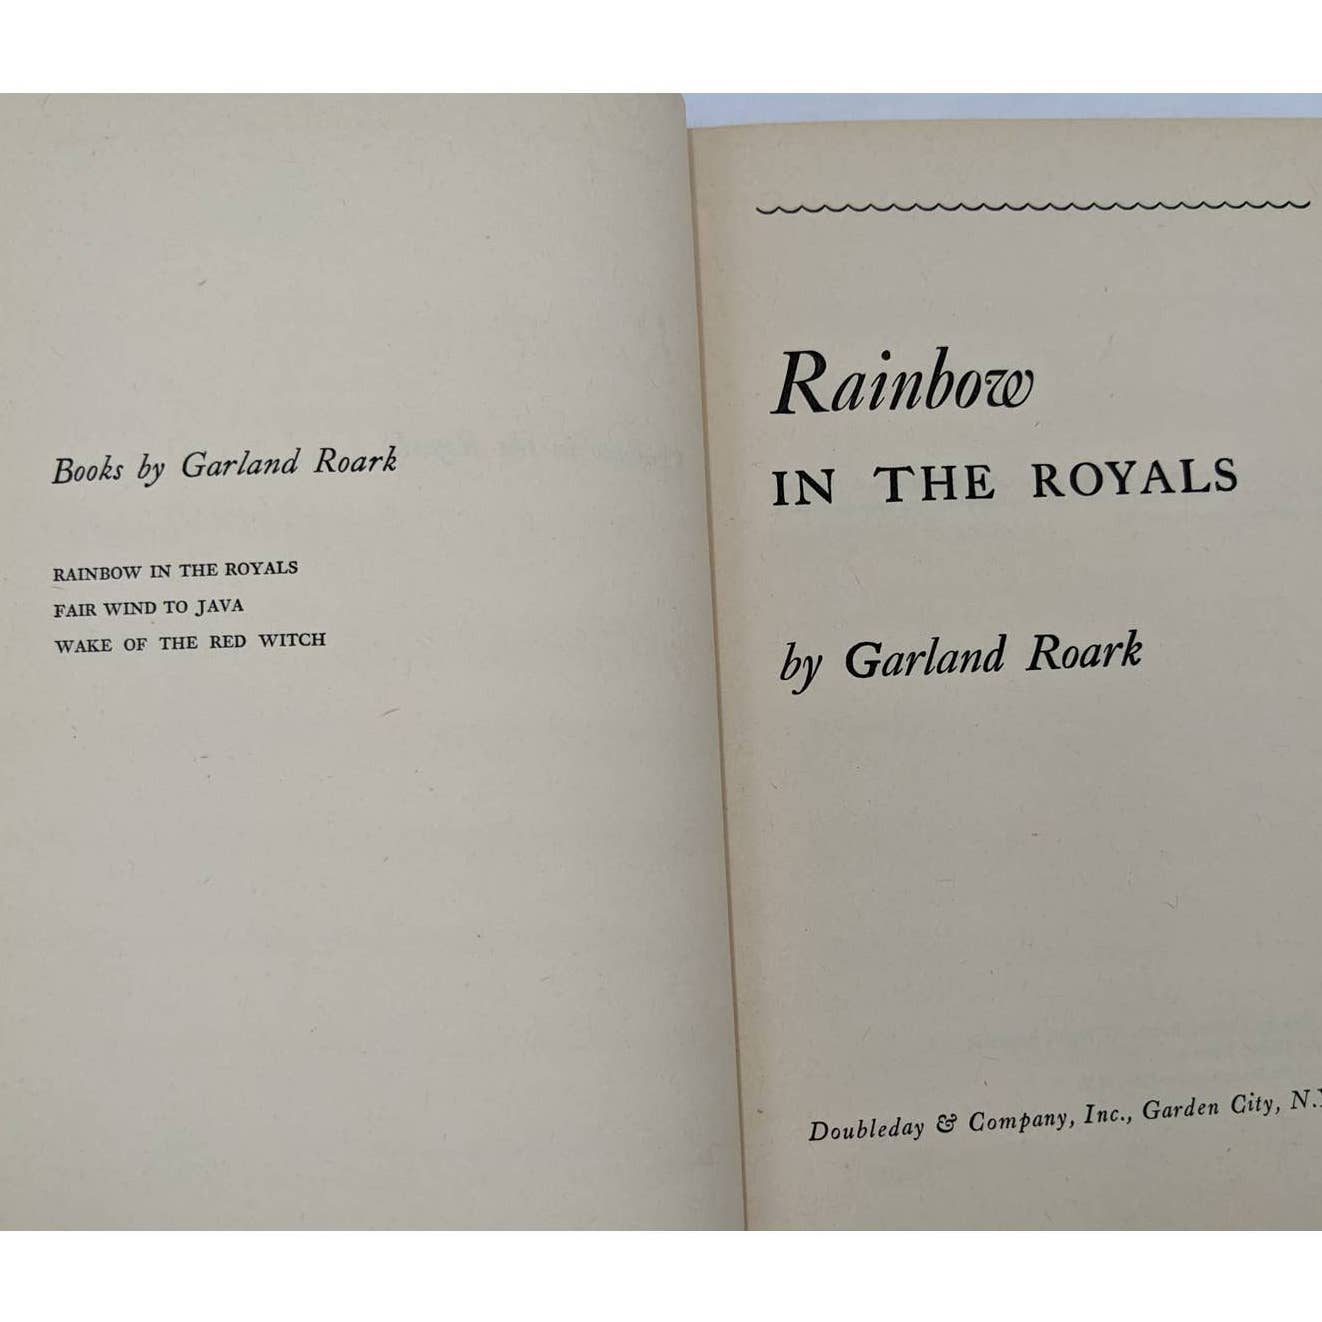 Books by Garland Roark
RAINBOW IN THE ROYALS
FAIR WIND TO JAVA
WAKE OF THE RED WITCH
Rainbow
IN THE ROYALS
by Garland Roark
Doubleday & Company, Inc., Garden City, N.Y